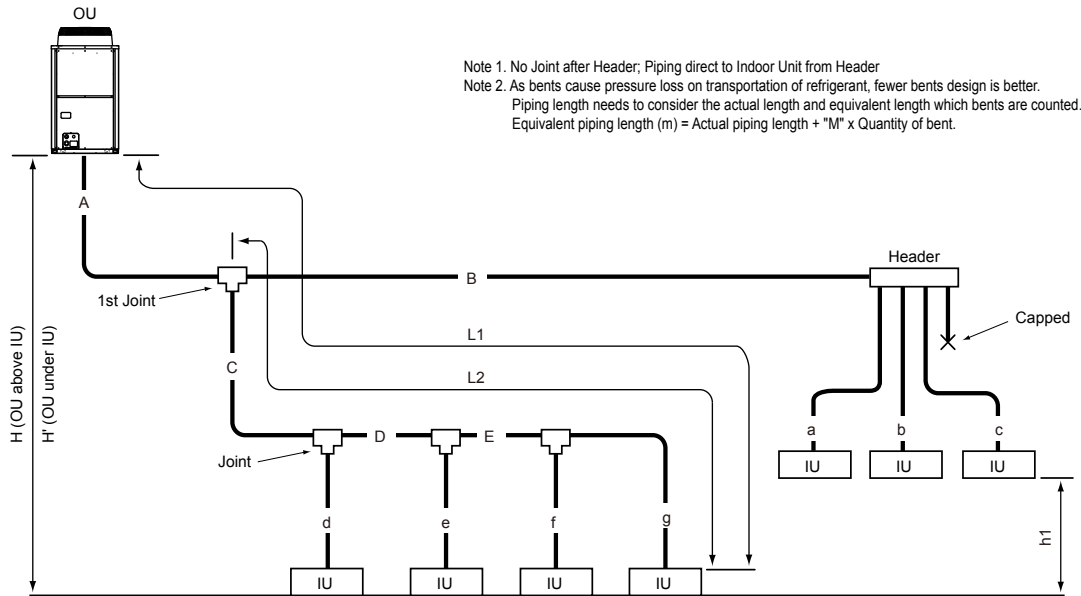 OU
Note 1. No Joint after Header; Piping direct to Indoor Unit from Header
Note 2. As bents cause pressure loss on transportation of refrigerant, fewer bents design is better.
Piping length needs to consider the actual length and equivalent length which bents are counted.
Equivalent piping length (m) = Actual piping length + "M" x Quantity of bent.
A
Header
B
1st Joint
Capped
L1
H (OU above IU)
H' (OU under IU)
C
L2
a
b
c
D
E
Joint
IU
IU
IU
d
e
f
g
h1
IU
IU
IU
IU